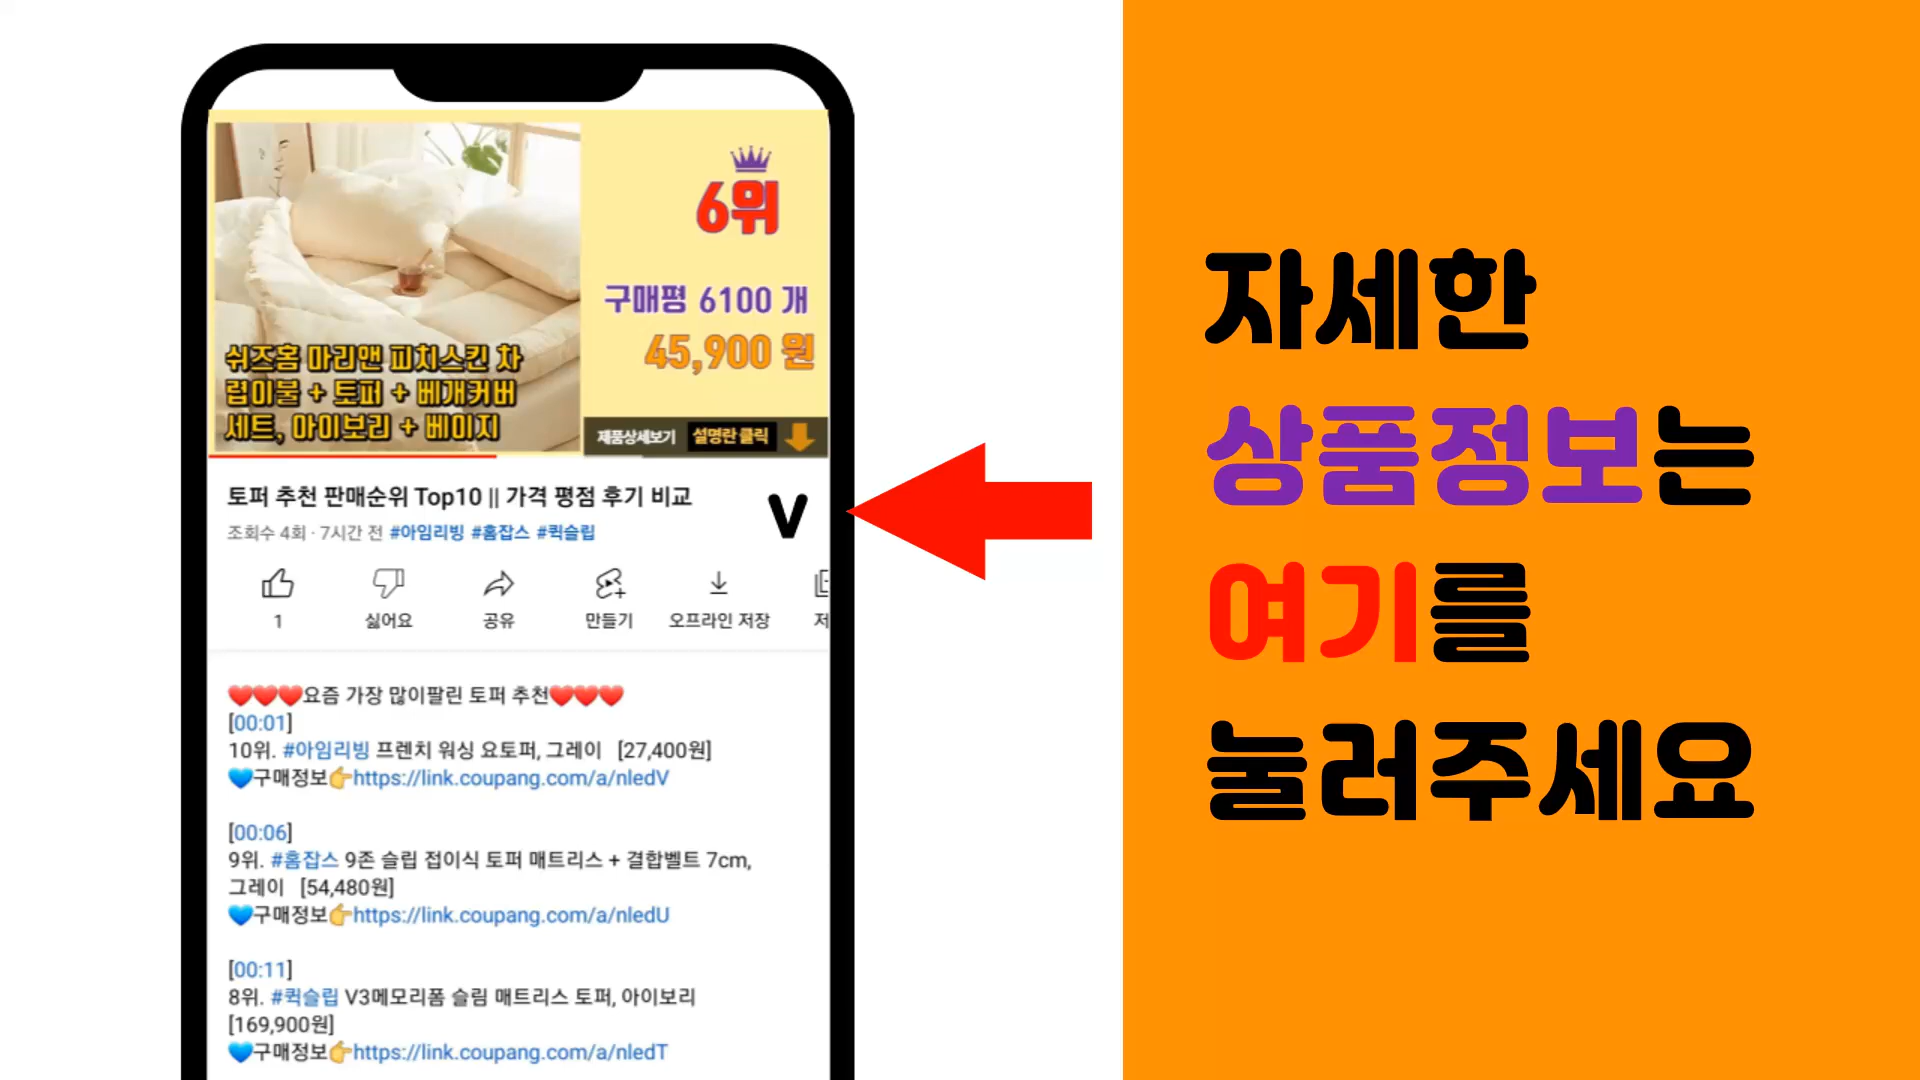 6위
구매평 6100 개
45,900 원
쉬즈홈 마리앤 피치스킨 차
렵이불 + 토퍼 + 베개커버
세트, 아이보리 + 베이지
제품상세보기 설명란 클릭
토퍼 추천 판매순위 Top10 || 가격 평점 후기 비교
V
조회수 4회 · 7시간 전 #아임리빙 #홈잡스 #퀵슬립
1 싫어요 공유 만들기 오프라인 저장 저
❤️❤️❤️요즘 가장 많이팔린 토퍼 추천❤️❤️❤️
[00:01]
10위. #아임리빙 프렌치 워싱 요토퍼, 그레이 [27,400원]
💙구매정보👉https://link.coupang.com/a/nledV
[00:06]
9위. #홈잡스 9존 슬립 접이식 토퍼 매트리스 + 결합벨트 7cm,
그레이 [54,480원]
💙구매정보👉https://link.coupang.com/a/nledU
[00:11]
8위. #퀵슬립 V3메모리폼 슬림 매트리스 토퍼, 아이보리
[169,900원]
💙구매정보👉https://link.coupang.com/a/nledT
자세한
상품정보는
여기를
눌러주세요